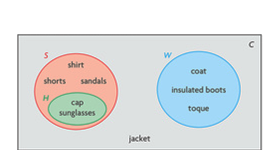 C
S
W
shirt
shorts sandals
H
cap
sunglasses
coat
insulated boots
toque
jacket